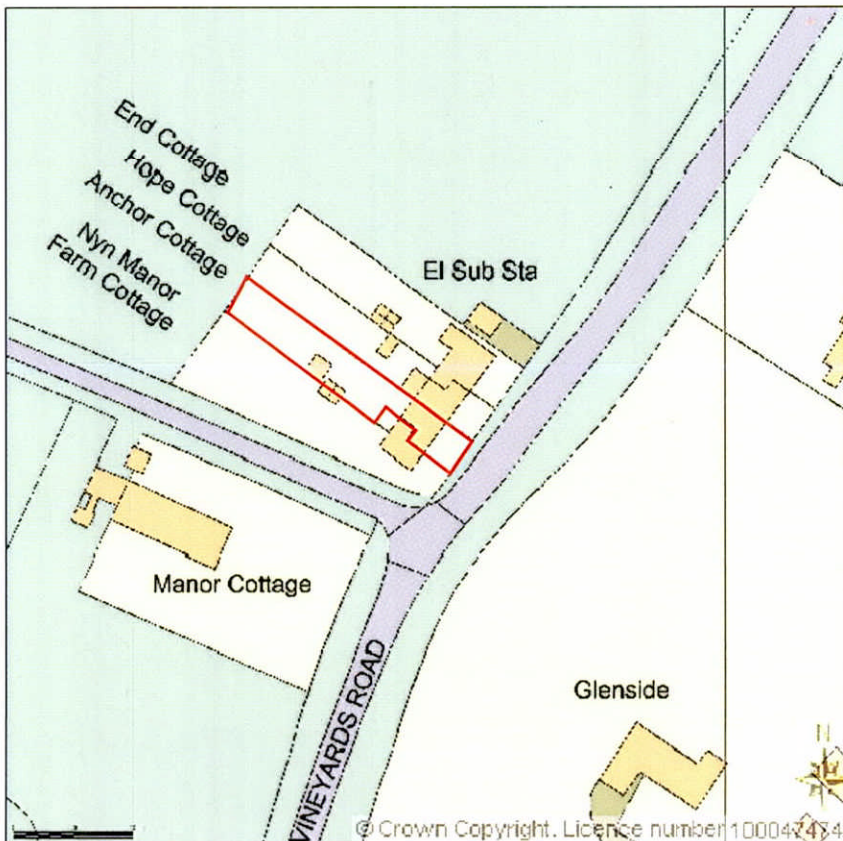 End Cottage
Hope Cottage
Anchor Cottage
Nyn Manor
Farm Cottage
El Sub Sta
Manor Cottage
VINEYARDS ROAD
Glenside
N
© Crown Copyright. Licence number 100047474